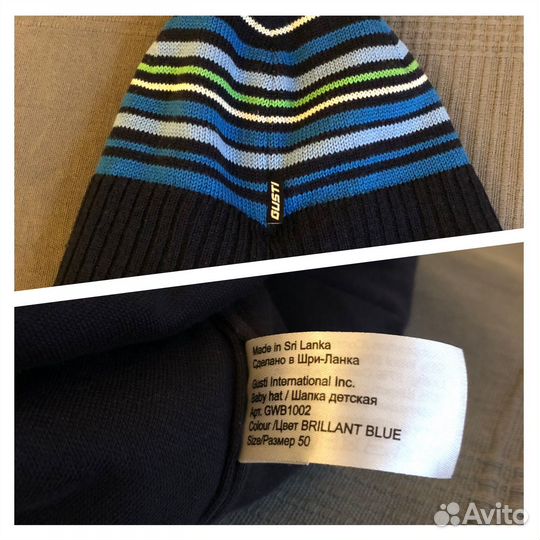 GUSTI
Made in Sri Lanka
Сделано в Шри-Ланка
Gusti International Inc.
Baby hat / Шапка детская
Арт. GWB1002
Colour /Цвет BRILLANT BLUE
Size/Размер 50
Avito